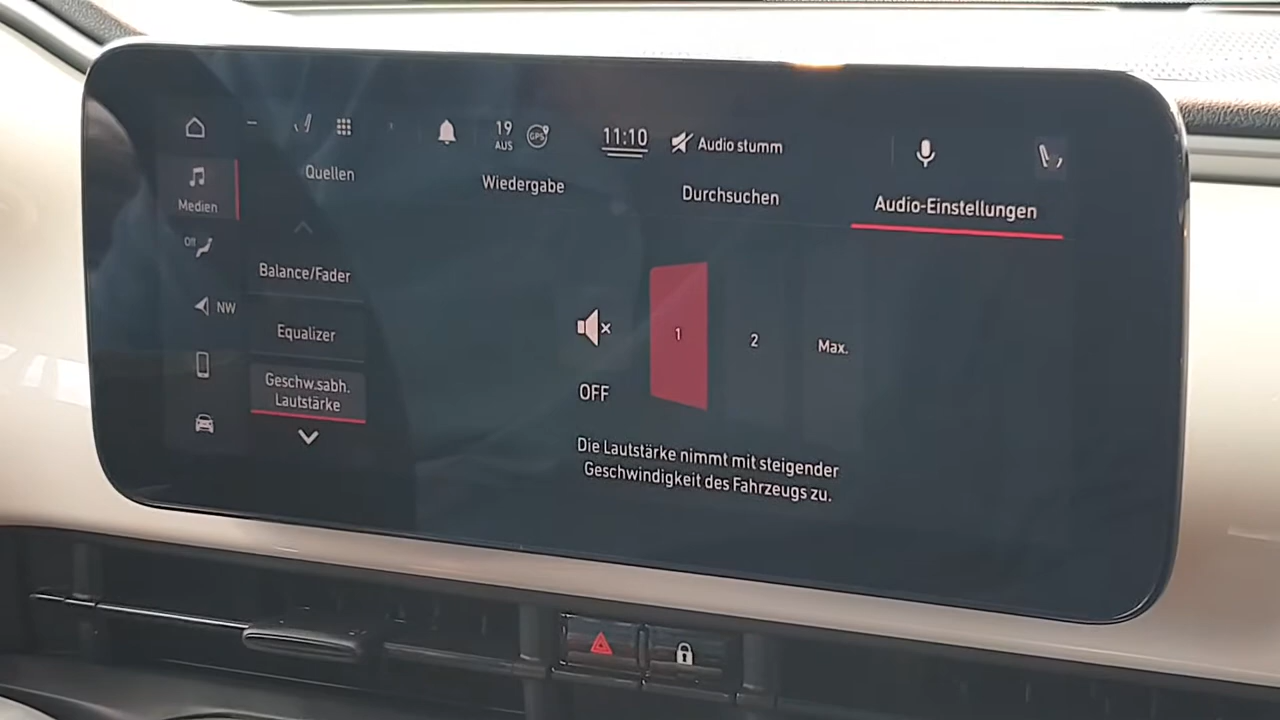 19
AUS
GPS
11:10
Audio stumm
Quellen
Wiedergabe
Durchsuchen
Audio-Einstellungen
Medien
Off
NW
Balance/Fader
Equalizer
Geschw.sabh.
Lautstärke
OFF
1
2
Max.
Die Lautstärke nimmt mit steigender
Geschwindigkeit des Fahrzeugs zu.